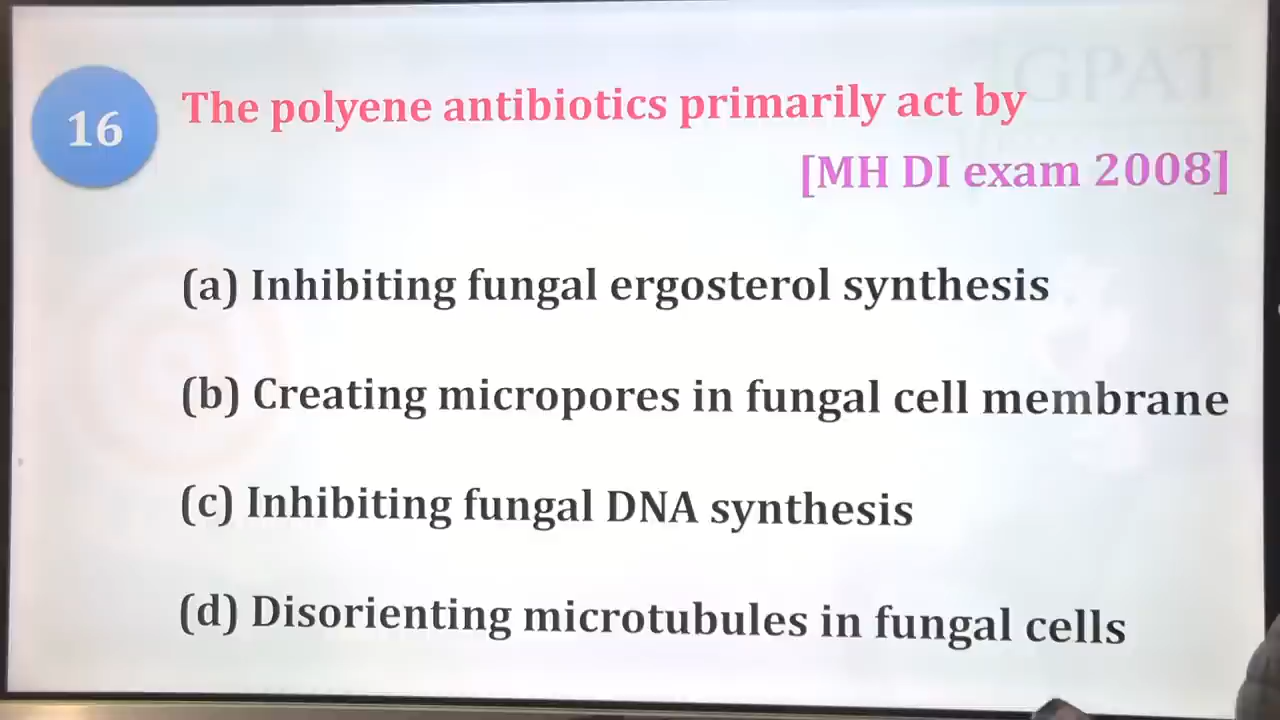 GPAT
16
The polyene antibiotics primarily act by
[MH DI exam 2008]
(a) Inhibiting fungal ergosterol synthesis
(b) Creating micropores in fungal cell membrane
(c) Inhibiting fungal DNA synthesis
(d) Disorienting microtubules in fungal cells